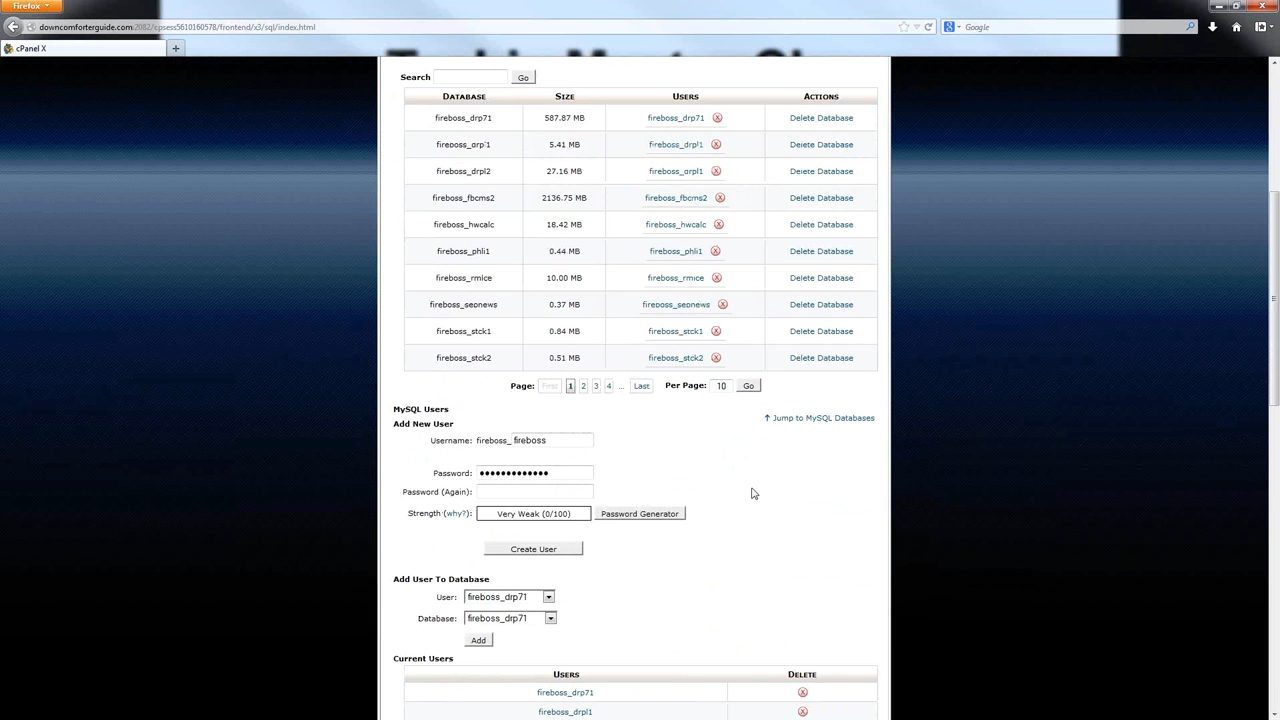 Firefox
downcomforterguide.com:2082/cpsess5610160578/frontend/x3/sql/index.html
Google
cPanel X
Search Go
DATABASE SIZE USERS ACTIONS
fireboss_drp71 587.87 MB fireboss_drp71 Delete Database
5.41 MB Delete Database
fireboss_drpl2 27.16 MB fireboss_drpl1 Delete Database
fireboss_fbcms2 2136.75 MB fireboss_fbcms2 Delete Database
fireboss_hwcalc 18.42 MB fireboss_hwcalc Delete Database
fireboss_phli1 0.44 MB fireboss_phli1 Delete Database
fireboss_rmlce 10.00 MB Delete Database
fireboss_sepnews 0.37 MB fireboss_sepnews Delete Database
fireboss_stck1 0.84 MB fireboss_stck1 Delete Database
fireboss_stck2 0.51 MB fireboss_stck2 Delete Database
Page: First 1 2 3 4 ... Last Per Page: 10 Go
MySQL Users
Jump to MySQL Databases
Add New User
Username: fireboss_ fireboss
Password: •••••••••••••
Password (Again):
Strength (why?): Very Weak (0/100) Password Generator
Create User
Add User To Database
User: fireboss_drp71
Database: fireboss_drp71
Add
Current Users
USERS DELETE
fireboss_drp71
fireboss_drpl1